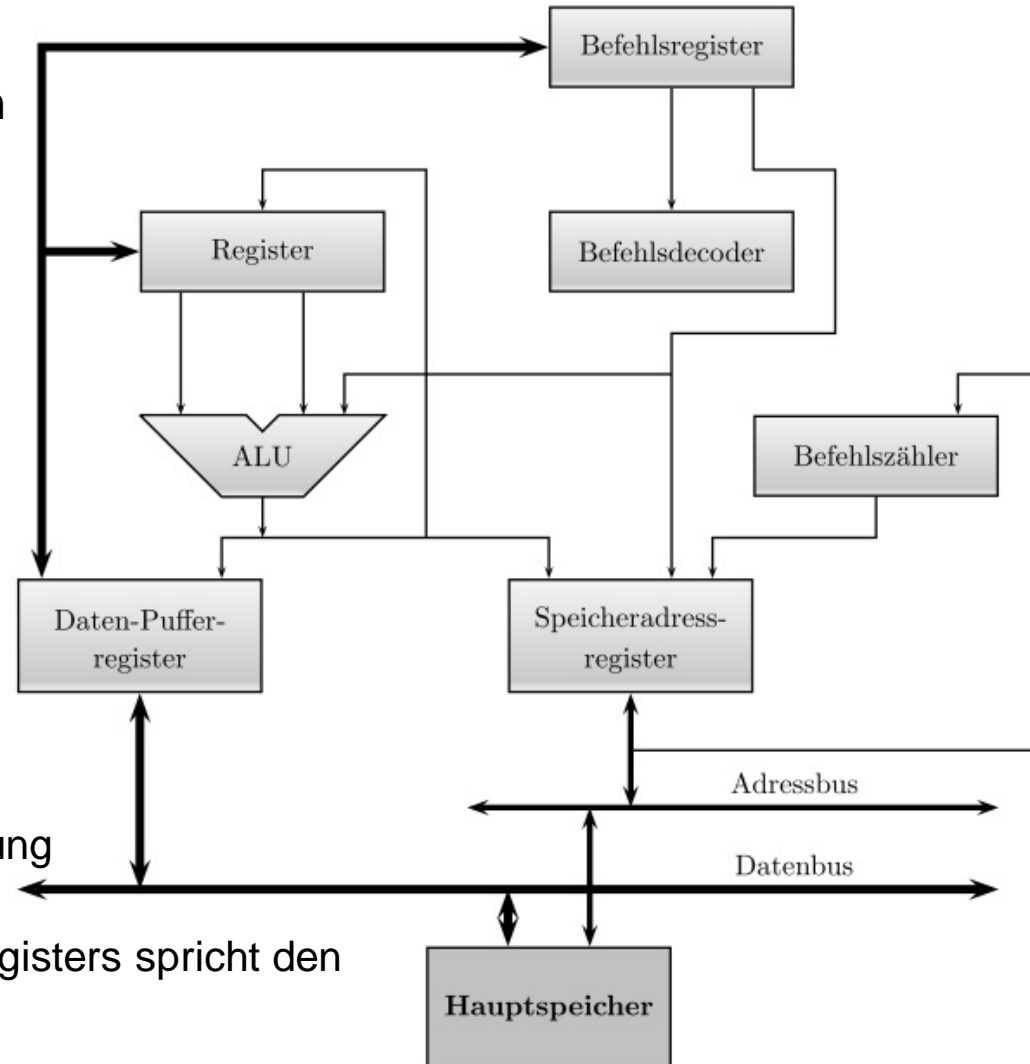 Befehlsregister
n
Register
Befehlsdecoder
ALU
Befehlszähler
Daten-Puffer-
register
Speicheradress-
register
Adressbus
ung
Datenbus
gisters spricht den
Hauptspeicher